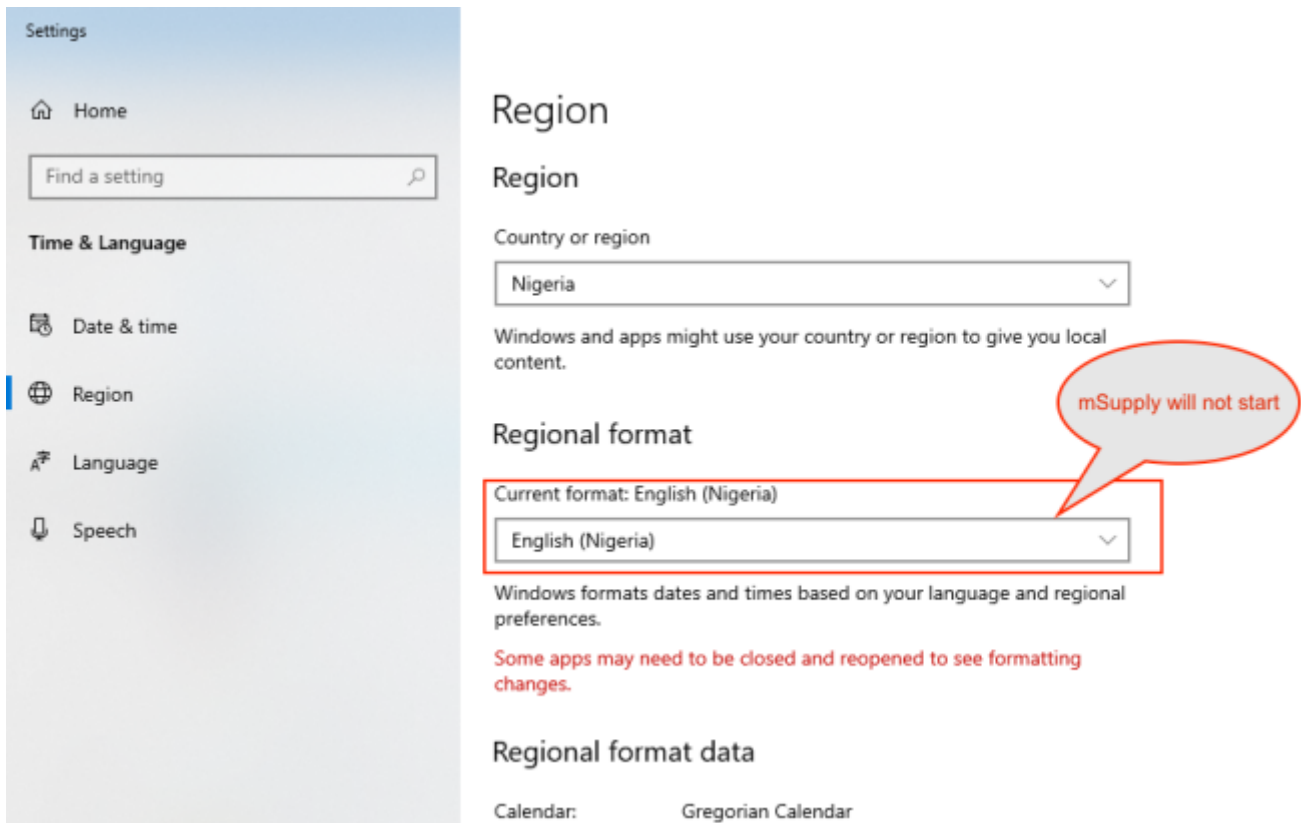 Settings
Home
Find a setting
Time & Language
Date & time
Region
Language
Speech
Region
Region
Country or region
Nigeria
Windows and apps might use your country or region to give you local
content.
mSupply will not start
Regional format
Current format: English (Nigeria)
English (Nigeria)
Windows formats dates and times based on your language and regional
preferences.
Some apps may need to be closed and reopened to see formatting
changes.
Regional format data
Calendar: Gregorian Calendar